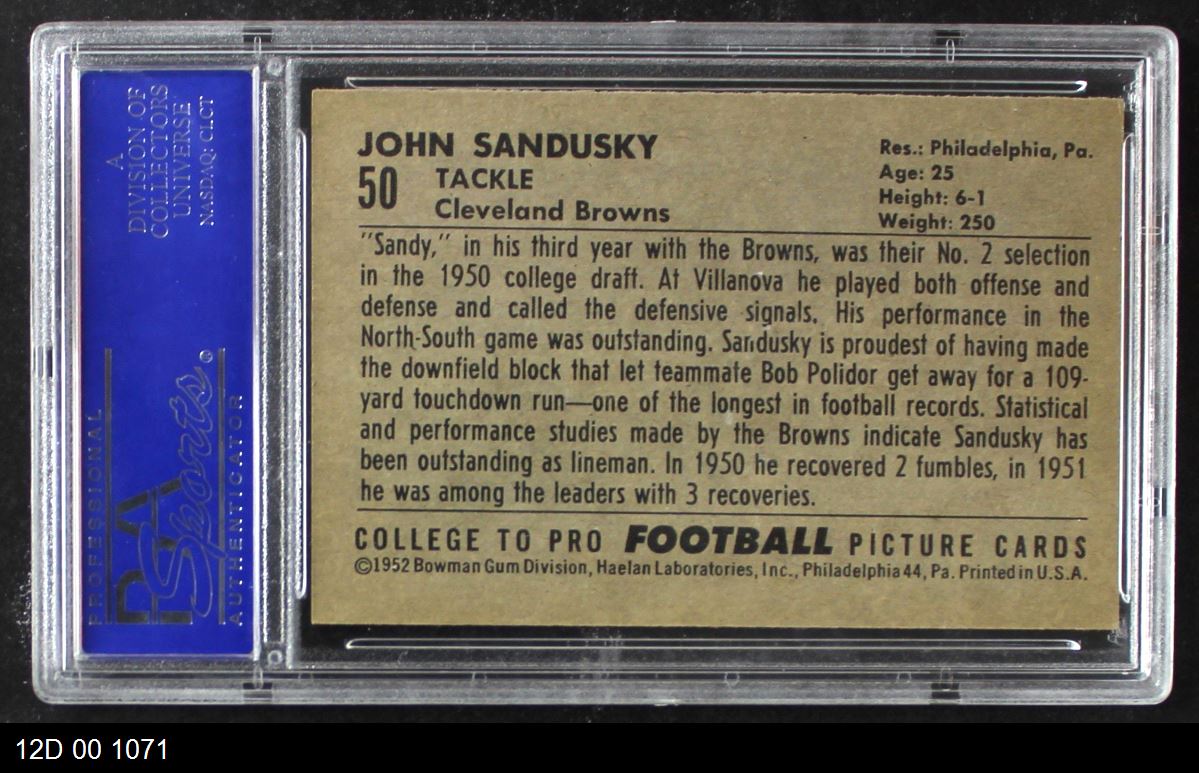 A
DIVISION OF
COLLECTORS
UNIVERSE
NASDAQ: CLCT
PROFESSIONAL
PSA
Sports®
AUTHENTICATOR
JOHN SANDUSKY
50 TACKLE
Cleveland Browns
Res.: Philadelphia, Pa.
Age: 25
Height: 6-1
Weight: 250
"Sandy," in his third year with the Browns, was their No. 2 selection
in the 1950 college draft. At Villanova he played both offense and
defense and called the defensive signals. His performance in the
North-South game was outstanding. Sandusky is proudest of having made
the downfield block that let teammate Bob Polidor get away for a 109-
yard touchdown run—one of the longest in football records. Statistical
and performance studies made by the Browns indicate Sandusky has
been outstanding as lineman. In 1950 he recovered 2 fumbles, in 1951
he was among the leaders with 3 recoveries.
COLLEGE TO PRO FOOTBALL PICTURE CARDS
©1952 Bowman Gum Division, Haelan Laboratories, Inc., Philadelphia 44, Pa. Printed in U.S.A.
12D 00 1071